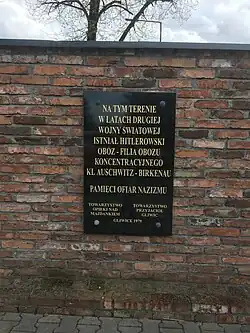 NA TYM TERENIE
W LATACH DRUGIEJ
WOJNY ŚWIATOWEJ
ISTNIAŁ HITLEROWSKI
OBÓZ - FILIA OBOZU
KONCENTRACYJNEGO
KL AUSCHWITZ - BIRKENAU
PAMIĘCI OFIAR NAZIZMU
TOWARZYSTWO
OPIEKI NAD
MAJDANKIEM
TOWARZYSTWO
PRZYJACIÓŁ
GLIWIC
GLIWICE 1979